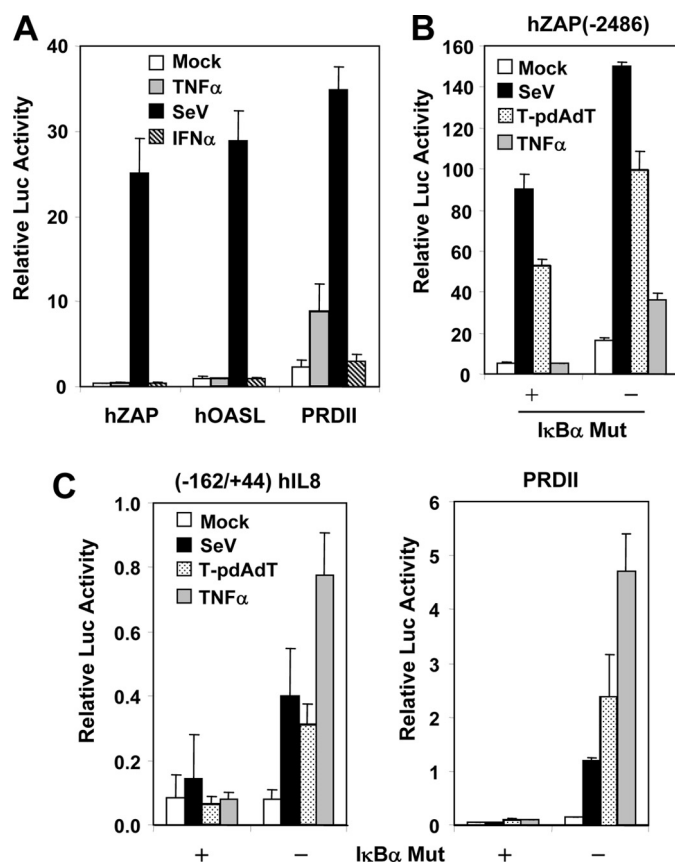 A
Relative Luc Activity
40
30
20
10
0
Mock
TNFα
SeV
IFNα
hZAP
hOASL
PRDII
B
hZAP(-2486)
Relative Luc Activity
160
140
120
100
80
60
40
20
0
Mock
SeV
T-pdAdT
TNFα
+
−
IκBα Mut
C
(-162/+44) hIL8
Relative Luc Activity
1.0
0.8
0.6
0.4
0.2
0.0
Mock
SeV
T-pdAdT
TNFα
+
−
IκBα Mut
PRDII
Relative Luc Activity
6
5
4
3
2
1
0
+
−